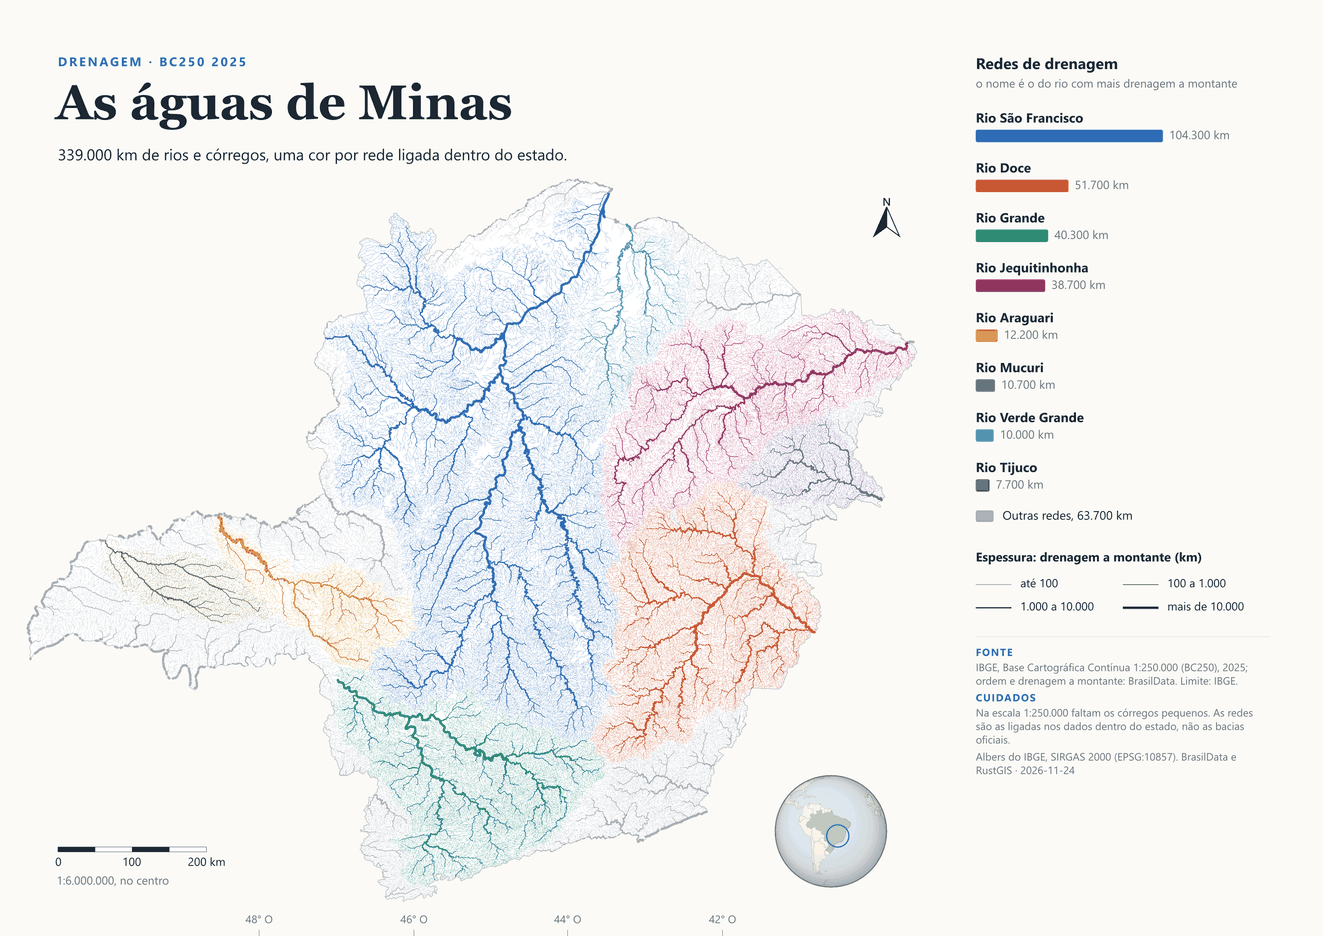 DRENAGEM · BC250 2025
As águas de Minas
339.000 km de rios e córregos, uma cor por rede ligada dentro do estado.
N
Redes de drenagem
o nome é o do rio com mais drenagem a montante
Rio São Francisco
104.300 km
Rio Doce
51.700 km
Rio Grande
40.300 km
Rio Jequitinhonha
38.700 km
Rio Araguari
12.200 km
Rio Mucuri
10.700 km
Rio Verde Grande
10.000 km
Rio Tijuco
7.700 km
Outras redes, 63.700 km
Espessura: drenagem a montante (km)
até 100
100 a 1.000
1.000 a 10.000
mais de 10.000
FONTE
IBGE, Base Cartográfica Contínua 1:250.000 (BC250), 2025;
ordem e drenagem a montante: BrasilData. Limite: IBGE.
CUIDADOS
Na escala 1:250.000 faltam os córregos pequenos. As redes
são as ligadas nos dados dentro do estado, não as bacias
oficiais.
Albers do IBGE, SIRGAS 2000 (EPSG:10857). BrasilData e
RustGIS · 2026-11-24
0 100 200 km
1:6.000.000, no centro
48° O 46° O 44° O 42° O